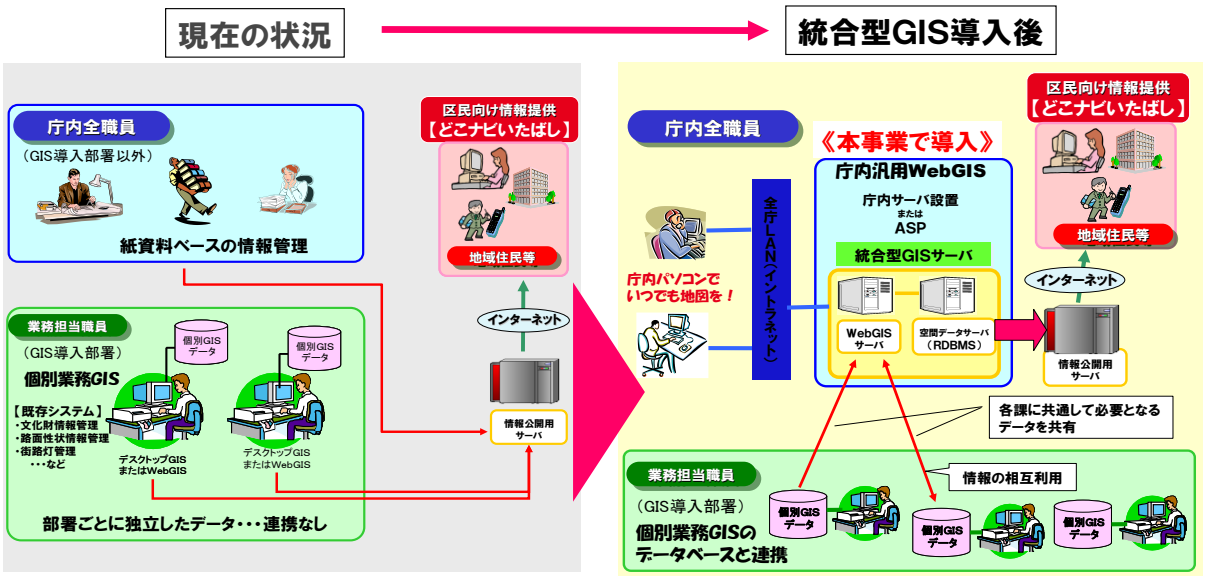 現在の状況
統合型GIS導入後
庁内全職員
(GIS導入部署以外)
紙資料ベースの情報管理
区民向け情報提供
【どこナビいたばし】
地域住民等
インターネット
情報公開用
サーバ
業務担当職員
(GIS導入部署)
個別業務GIS
【既存システム】
・文化財情報管理
・路面性状情報管理
・街路灯管理
・・・など
個別GIS
データ
個別GIS
データ
デスクトップGIS
またはWebGIS
デスクトップGIS
またはWebGIS
部署ごとに独立したデータ・・・連携なし
庁内全職員
庁内パソコンで
いつでも地図を！
全庁LAN(イントラネット)
《本事業で導入》
庁内汎用WebGIS
庁内サーバ設置
または
ASP
統合型GISサーバ
WebGIS
サーバ
空間データサーバ
(RDBMS)
区民向け情報提供
【どこナビいたばし】
地域住民等
インターネット
情報公開用
サーバ
各課に共通して必要となる
データを共有
情報の相互利用
業務担当職員
(GIS導入部署)
個別業務GISの
データベースと連携
個別GIS
データ
個別GIS
データ
個別GIS
データ